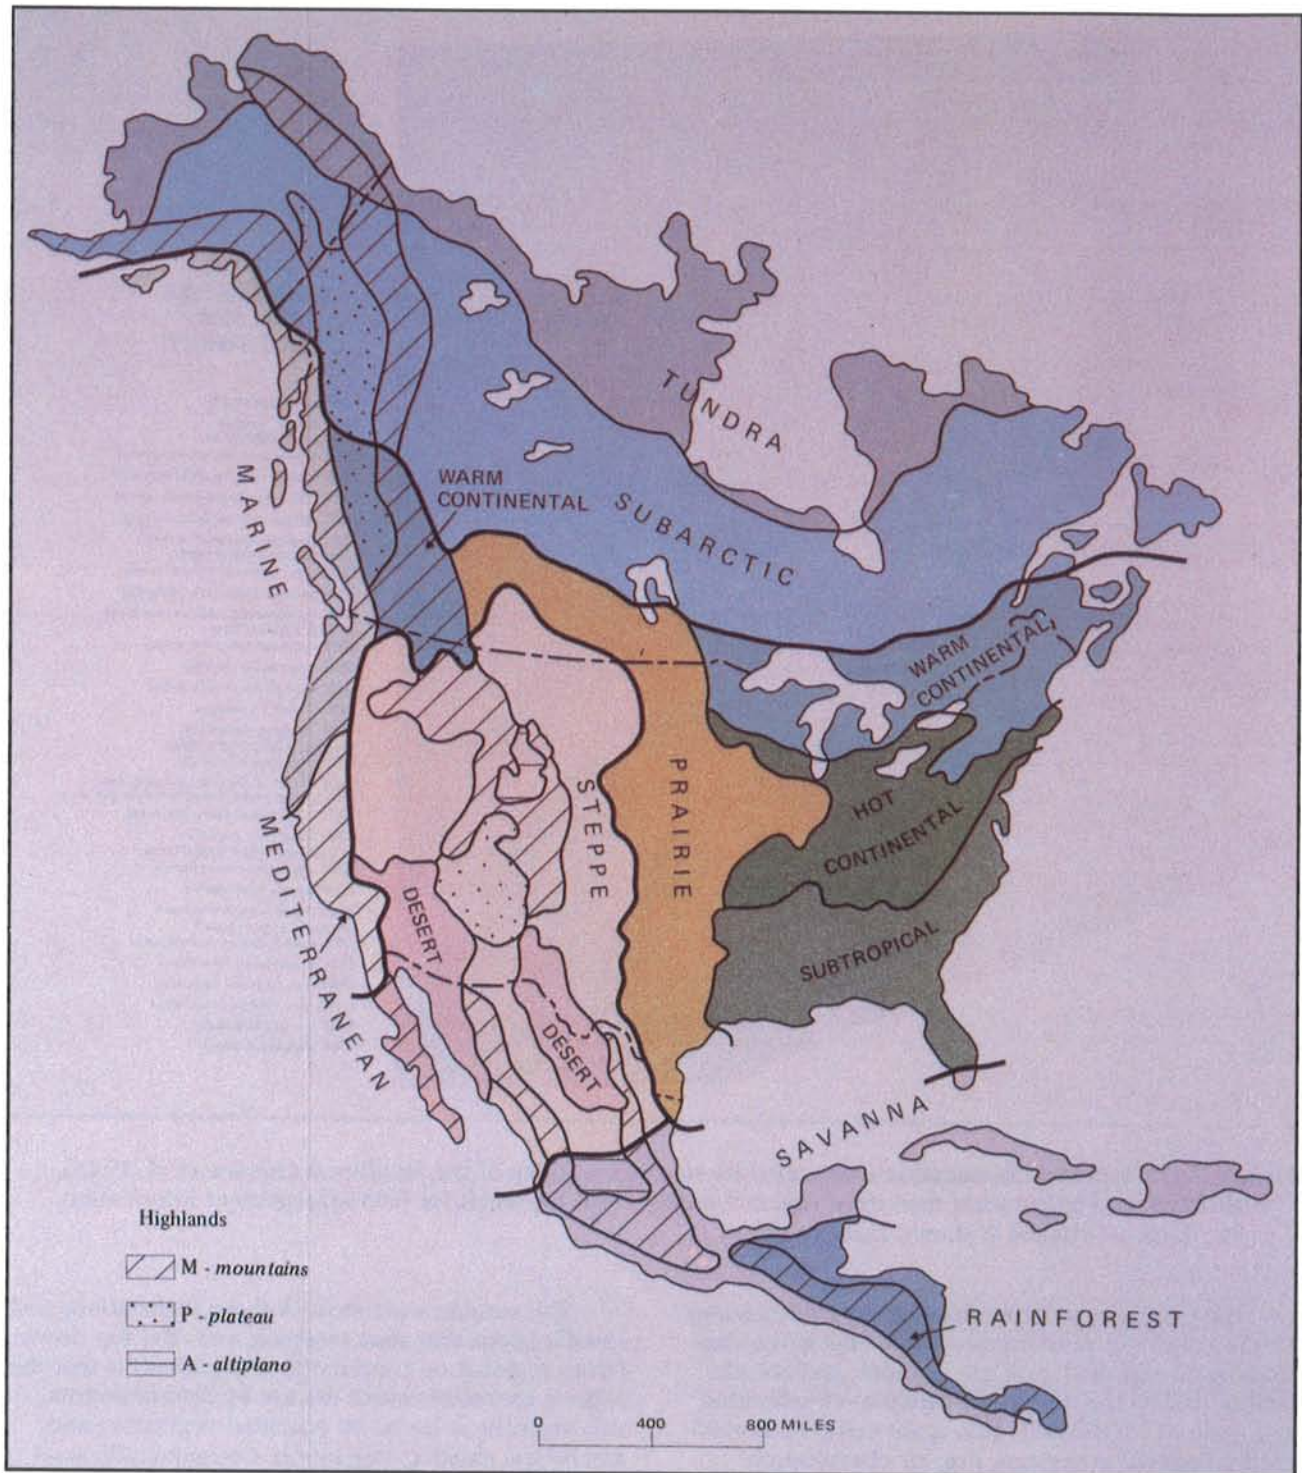 TUNDRA
WARM
CONTINENTAL
SUBARCTIC
MARINE
WARM
CONTINENTAL
PRAIRIE
STEPPE
HOT
CONTINENTAL
MEDITERRANEAN
DESERT
SUBTROPICAL
DESERT
SAVANNA
RAINFOREST
Highlands
M - mountains
P - plateau
A - altiplano
0 400 800 MILES